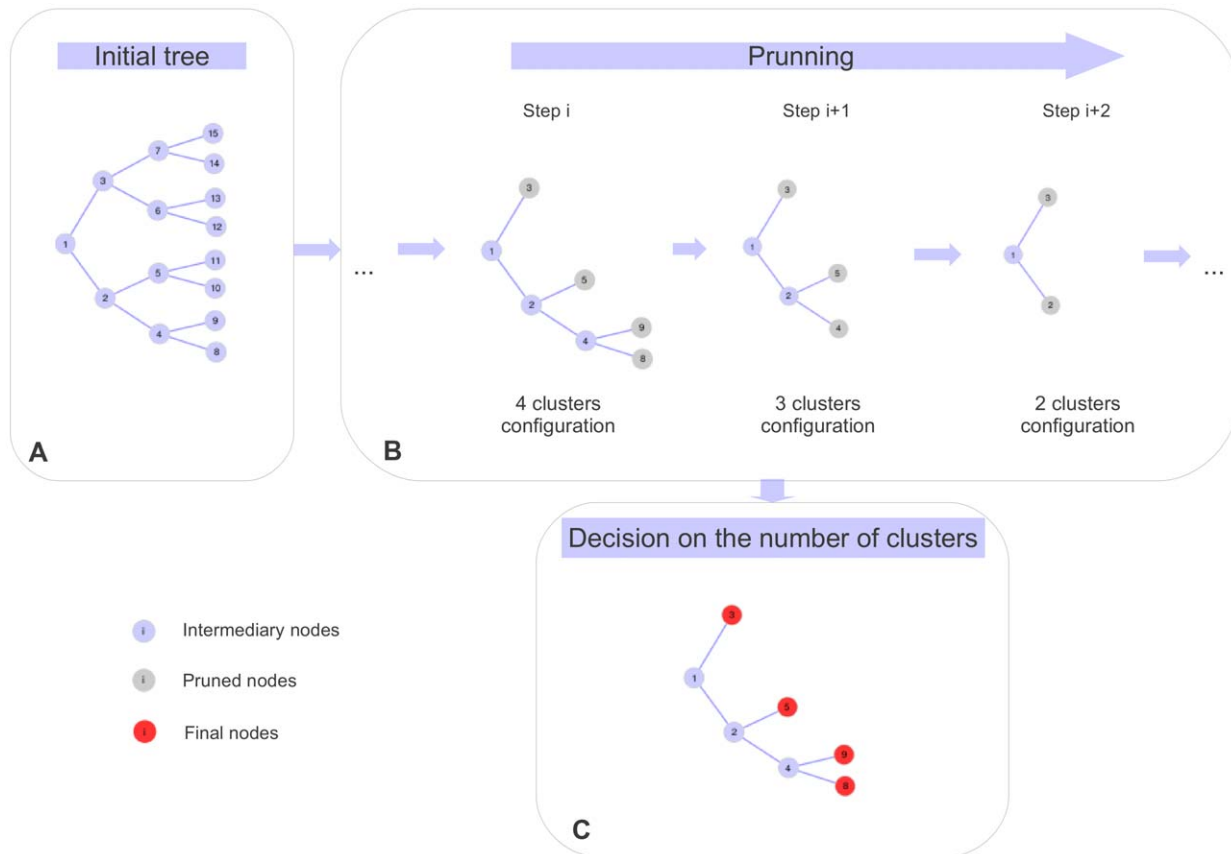 Initial tree
15
7
14
3
13
6
12
1
11
5
10
2
9
4
8
A
Prunning
Step i
Step i+1
Step i+2
...
3
1
5
2
9
4
8
3
1
5
2
4
3
1
2
...
4 clusters
configuration
3 clusters
configuration
2 clusters
configuration
B
Decision on the number of clusters
3
1
5
2
9
4
8
C
i Intermediary nodes
i Pruned nodes
i Final nodes